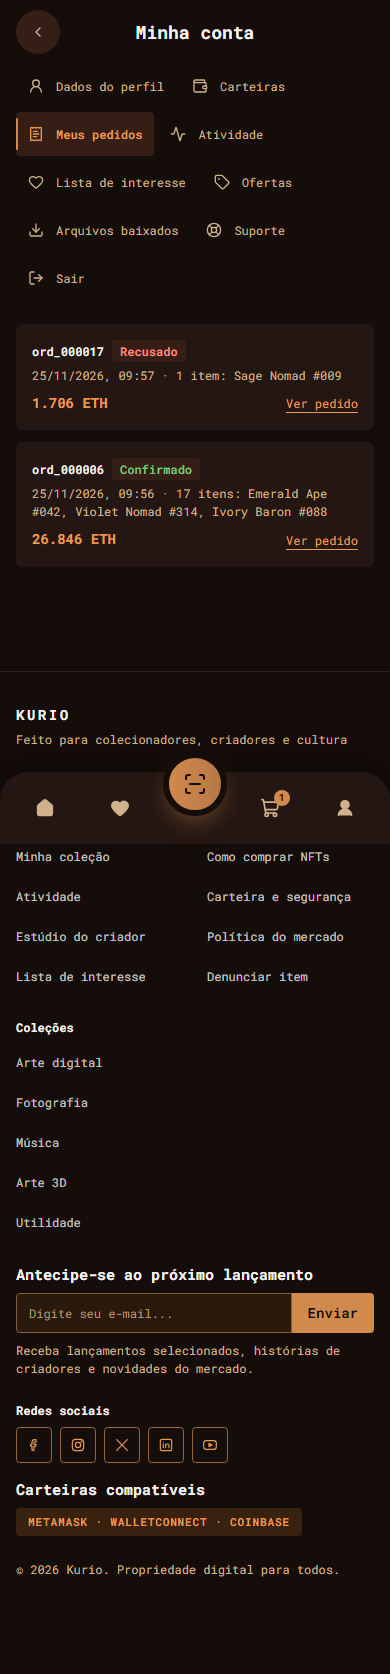 Minha conta
Dados do perfil
Carteiras
Meus pedidos
Atividade
Lista de interesse
Ofertas
Arquivos baixados
Suporte
Sair
ord_000017 Recusado
25/11/2026, 09:57 · 1 item: Sage Nomad #009
1.706 ETH
Ver pedido
ord_000006 Confirmado
25/11/2026, 09:56 · 17 itens: Emerald Ape
#042, Violet Nomad #314, Ivory Baron #088
26.846 ETH
Ver pedido
KURIO
Feito para colecionadores, criadores e cultura
1
Minha coleção
Como comprar NFTs
Atividade
Carteira e segurança
Estúdio do criador
Política do mercado
Lista de interesse
Denunciar item
Coleções
Arte digital
Fotografia
Música
Arte 3D
Utilidade
Antecipe-se ao próximo lançamento
Digite seu e-mail...
Enviar
Receba lançamentos selecionados, histórias de
criadores e novidades do mercado.
Redes sociais
Carteiras compatíveis
METAMASK · WALLETCONNECT · COINBASE
© 2026 Kurio. Propriedade digital para todos.